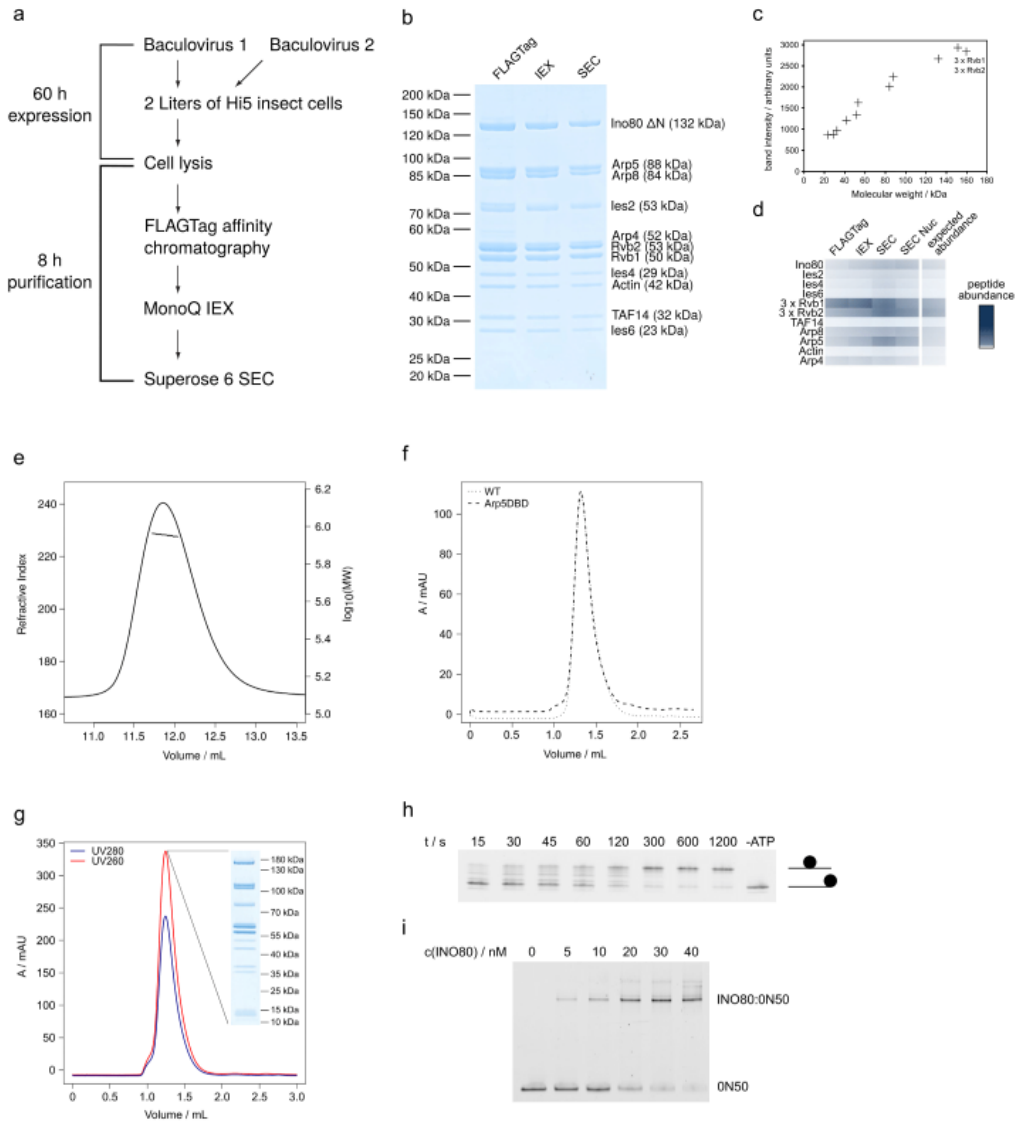 a
Baculovirus 1
Baculovirus 2
60 h
expression
2 Liters of Hi5 insect cells
Cell lysis
8 h
purification
FLAGTag affinity
chromatography
MonoQ IEX
Superose 6 SEC
b
FLAGTag
IEX
SEC
200 kDa
150 kDa
120 kDa
100 kDa
85 kDa
70 kDa
60 kDa
50 kDa
40 kDa
30 kDa
25 kDa
20 kDa
Ino80 ΔN (132 kDa)
Arp5 (88 kDa)
Arp8 (84 kDa)
Ies2 (53 kDa)
Arp4 (52 kDa)
Rvb2 (53 kDa)
Rvb1 (50 kDa)
Ies4 (29 kDa)
Actin (42 kDa)
TAF14 (32 kDa)
Ies6 (23 kDa)
c
band intensity / arbitrary units
3000
2500
2000
1500
1000
500
0
3 x Rvb1
3 x Rvb2
0 20 40 60 80 100 120 140 160 180
Molecular weight / kDa
d
FLAGTag
IEX
SEC
SEC Nuc
expected
abundance
Ino80
Ies2
Ies4
Ies6
3 x Rvb1
3 x Rvb2
TAF14
Arp8
Arp5
Actin
Arp4
peptide
abundance
e
Refractive Index
240
220
200
180
160
6.2
6.0
5.8
5.6
5.4
5.2
5.0
log10(MW)
11.0 11.5 12.0 12.5 13.0 13.5
Volume / mL
f
WT
Arp5DBD
A / mAU
100
80
60
40
20
0
0 0.5 1.0 1.5 2.0 2.5
Volume / mL
g
UV280
UV260
A / mAU
350
300
250
200
150
100
50
0
180 kDa
130 kDa
100 kDa
70 kDa
55 kDa
40 kDa
35 kDa
25 kDa
15 kDa
10 kDa
0 0.5 1.0 1.5 2.0 2.5 3.0
Volume / mL
h
t / s 15 30 45 60 120 300 600 1200 -ATP
i
c(INO80) / nM 0 5 10 20 30 40
INO80:0N50
0N50